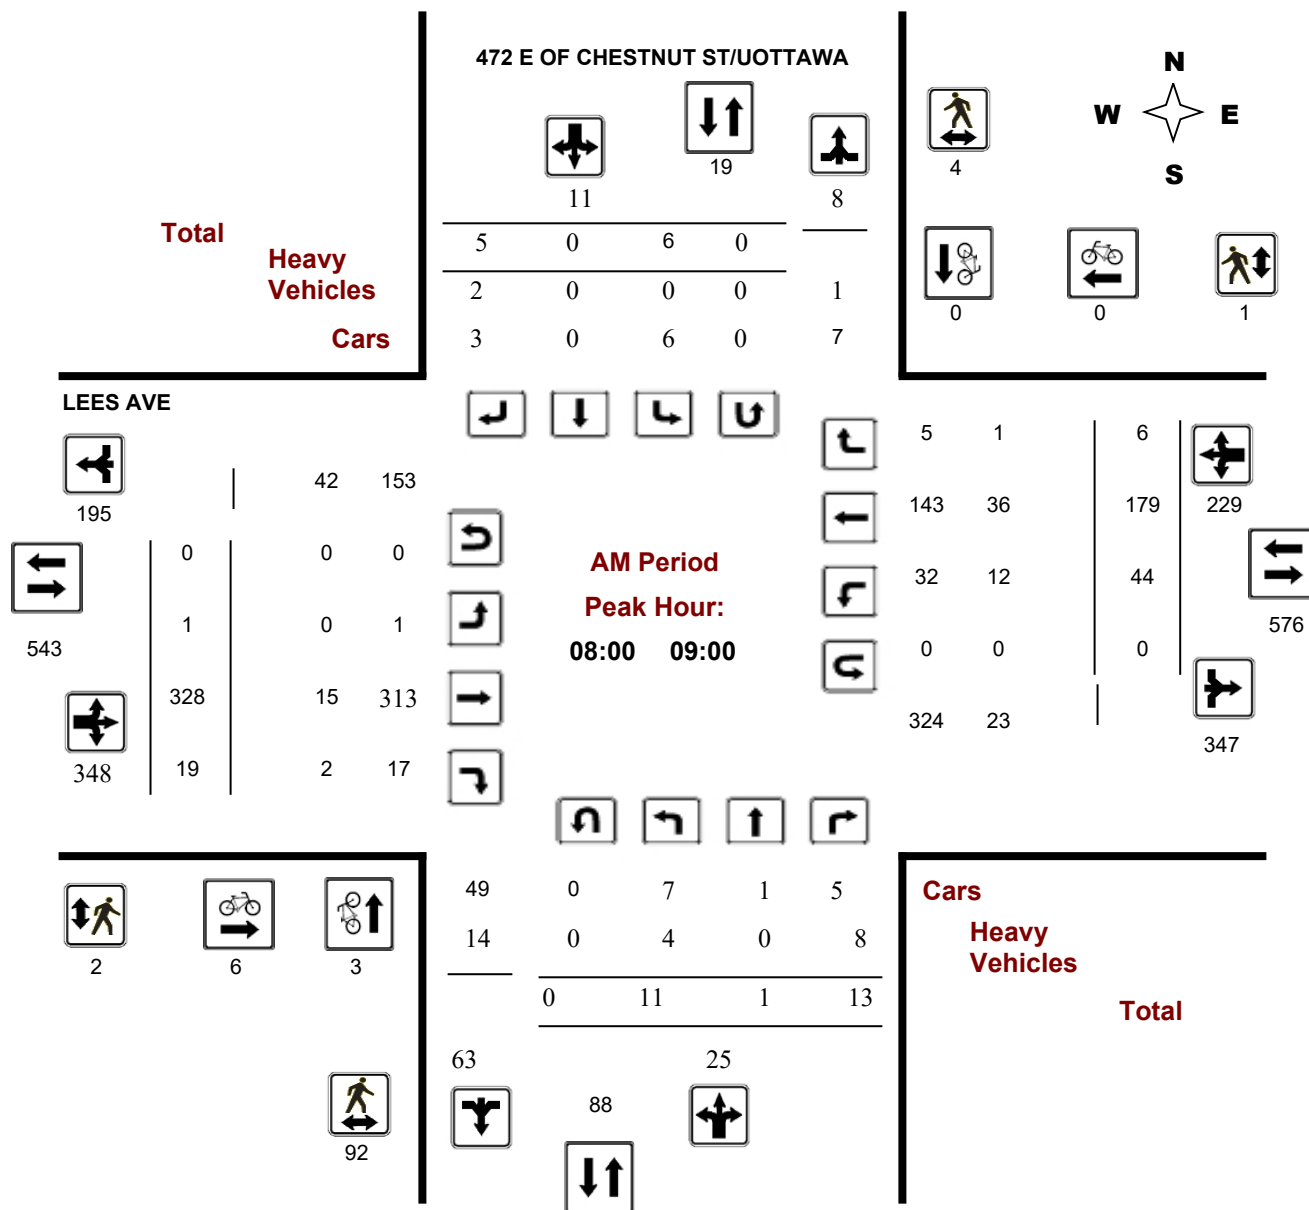 472 E OF CHESTNUT ST/UOTTAWA
N
W E
S
19
4
11 8
Total
5 0 6 0
Heavy
Vehicles
2 0 0 0 1
Cars
3 0 6 0 7
0 0 1
LEES AVE
5 1 6
42 153
195
143 36 179 229
0 0 0
AM Period
32 12 44
Peak Hour:
576
1 0 1
543
08:00 09:00
0 0 0
328 15 313
324 23
347
348 19 2 17
49 0 7 1 5
Cars
14 0 4 0 8
Heavy
Vehicles
2 6 3
0 11 1 13
Total
63 25
88
92